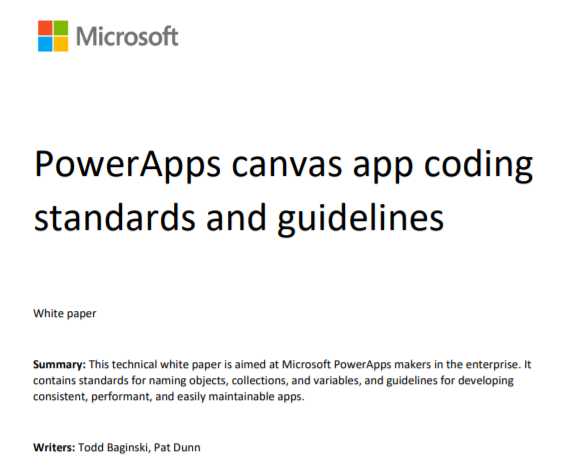 Microsoft
PowerApps canvas app coding
standards and guidelines
White paper
Summary: This technical white paper is aimed at Microsoft PowerApps makers in the enterprise. It
contains standards for naming objects, collections, and variables, and guidelines for developing
consistent, performant, and easily maintainable apps.
Writers: Todd Baginski, Pat Dunn